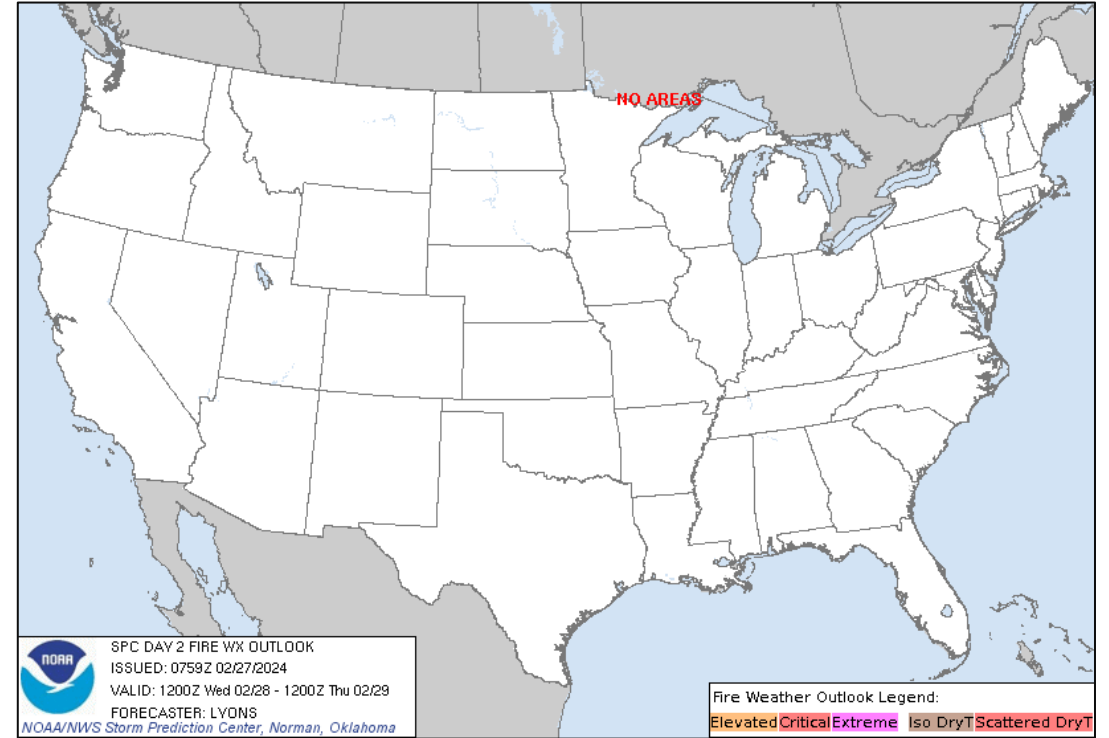 NO AREAS
NOAA
SPC DAY 2 FIRE WX OUTLOOK
ISSUED: 0759Z 02/27/2024
VALID: 1200Z Wed 02/28 - 1200Z Thu 02/29
FORECASTER: LYONS
NOAA/NWS Storm Prediction Center, Norman, Oklahoma
Fire Weather Outlook Legend:
Elevated Critical Extreme Iso DryT Scattered DryT